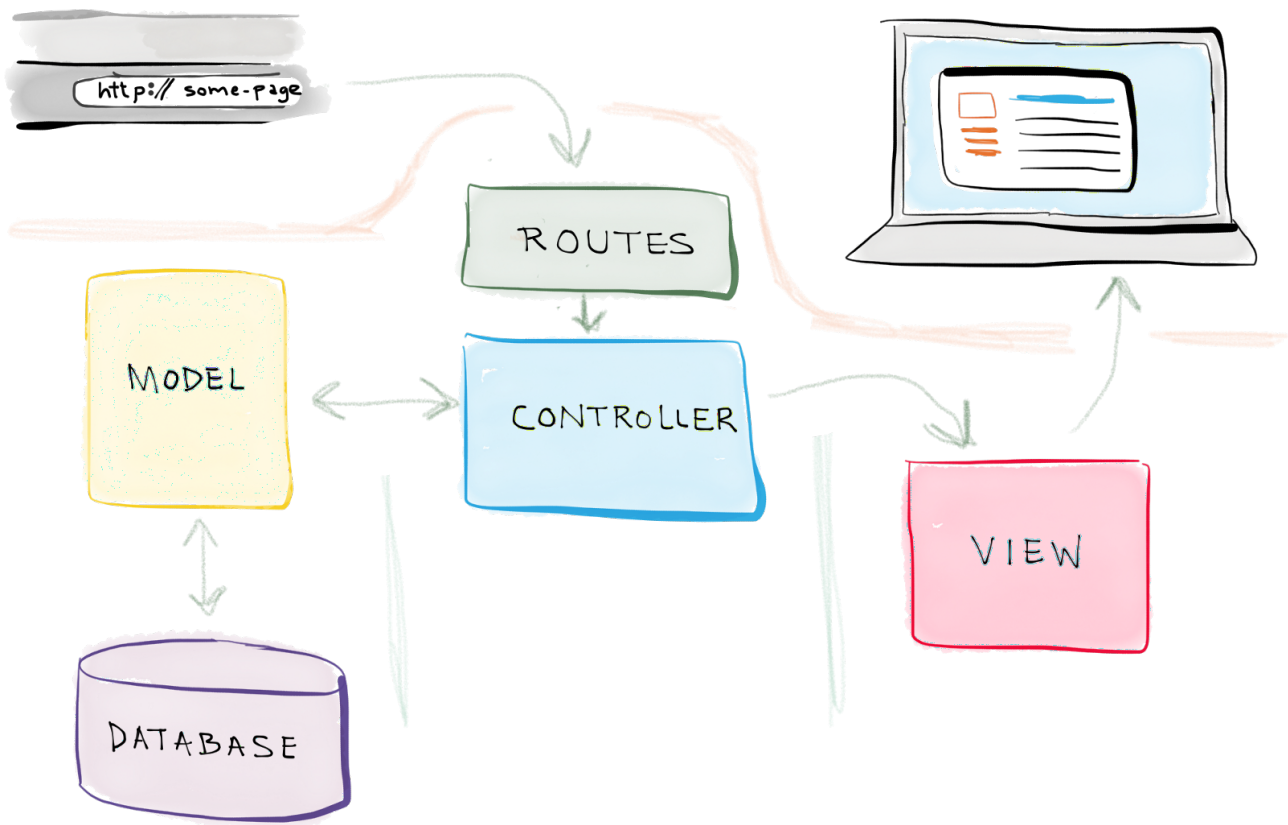 http:// some-page
ROUTES
MODEL
CONTROLLER
VIEW
DATABASE